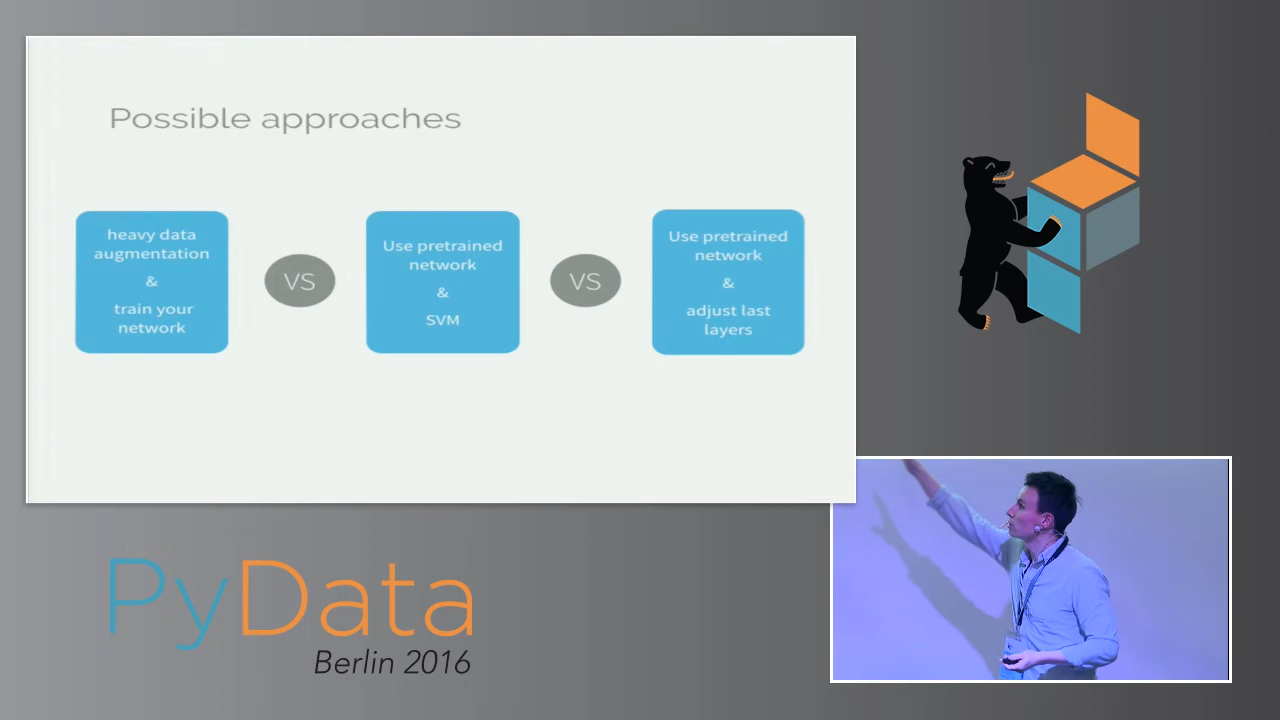 Possible approaches
heavy data
augmentation
&
train your
network
VS
Use pretrained
network
&
SVM
VS
Use pretrained
network
&
adjust last
layers
PyData
Berlin 2016